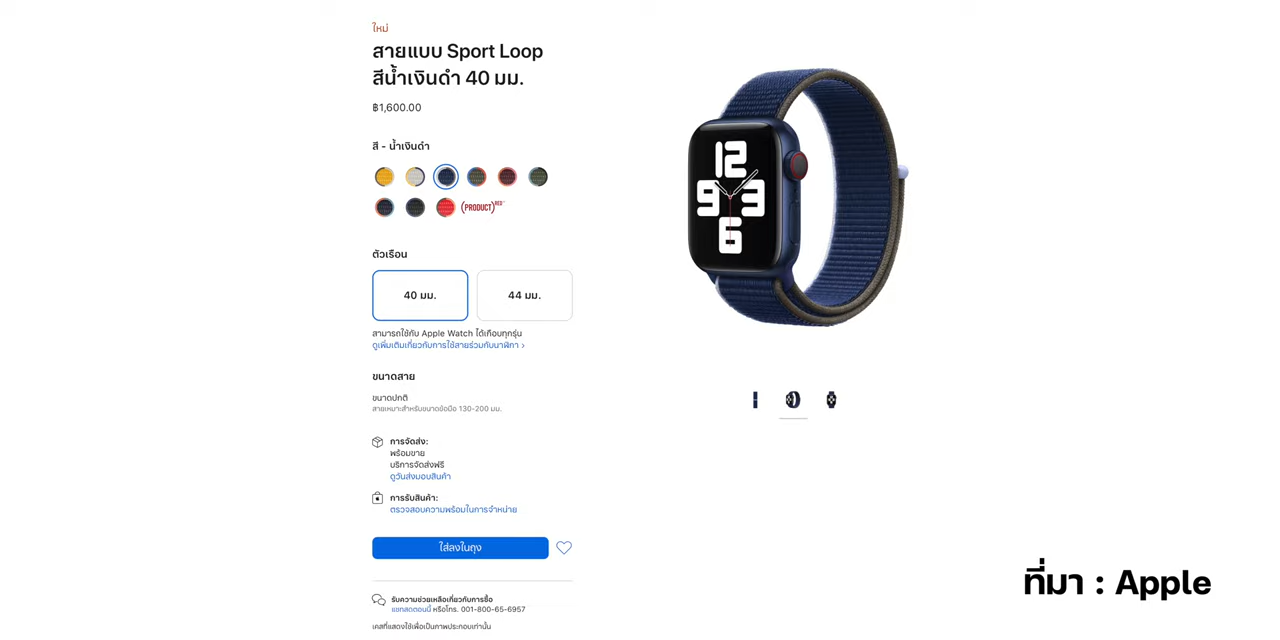 ใหม่
สายแบบ Sport Loop
สีน้ำเงินดำ 40 มม.
฿1,600.00
สี - น้ำเงินดำ
(PRODUCT)RED™
ตัวเรือน
40 มม.
44 มม.
สามารถใช้กับ Apple Watch ได้เกือบทุกรุ่น
ดูเพิ่มเติมเกี่ยวกับการใช้สายร่วมกับนาฬิกา ›
ขนาดสาย
ขนาดปกติ
สายเหมาะสำหรับขนาดข้อมือ 130-200 มม.
การจัดส่ง:
พร้อมขาย
บริการจัดส่งฟรี
ดูวันส่งมอบสินค้า
การรับสินค้า:
ตรวจสอบความพร้อมในการจำหน่าย
ใส่ลงในถุง
รับความช่วยเหลือเกี่ยวกับการซื้อ
แชทสดตอนนี้ หรือโทร. 001-800-65-6957
เคสที่แสดงใช้เพื่อเป็นภาพประกอบเท่านั้น
12
9 3
6
ที่มา : Apple